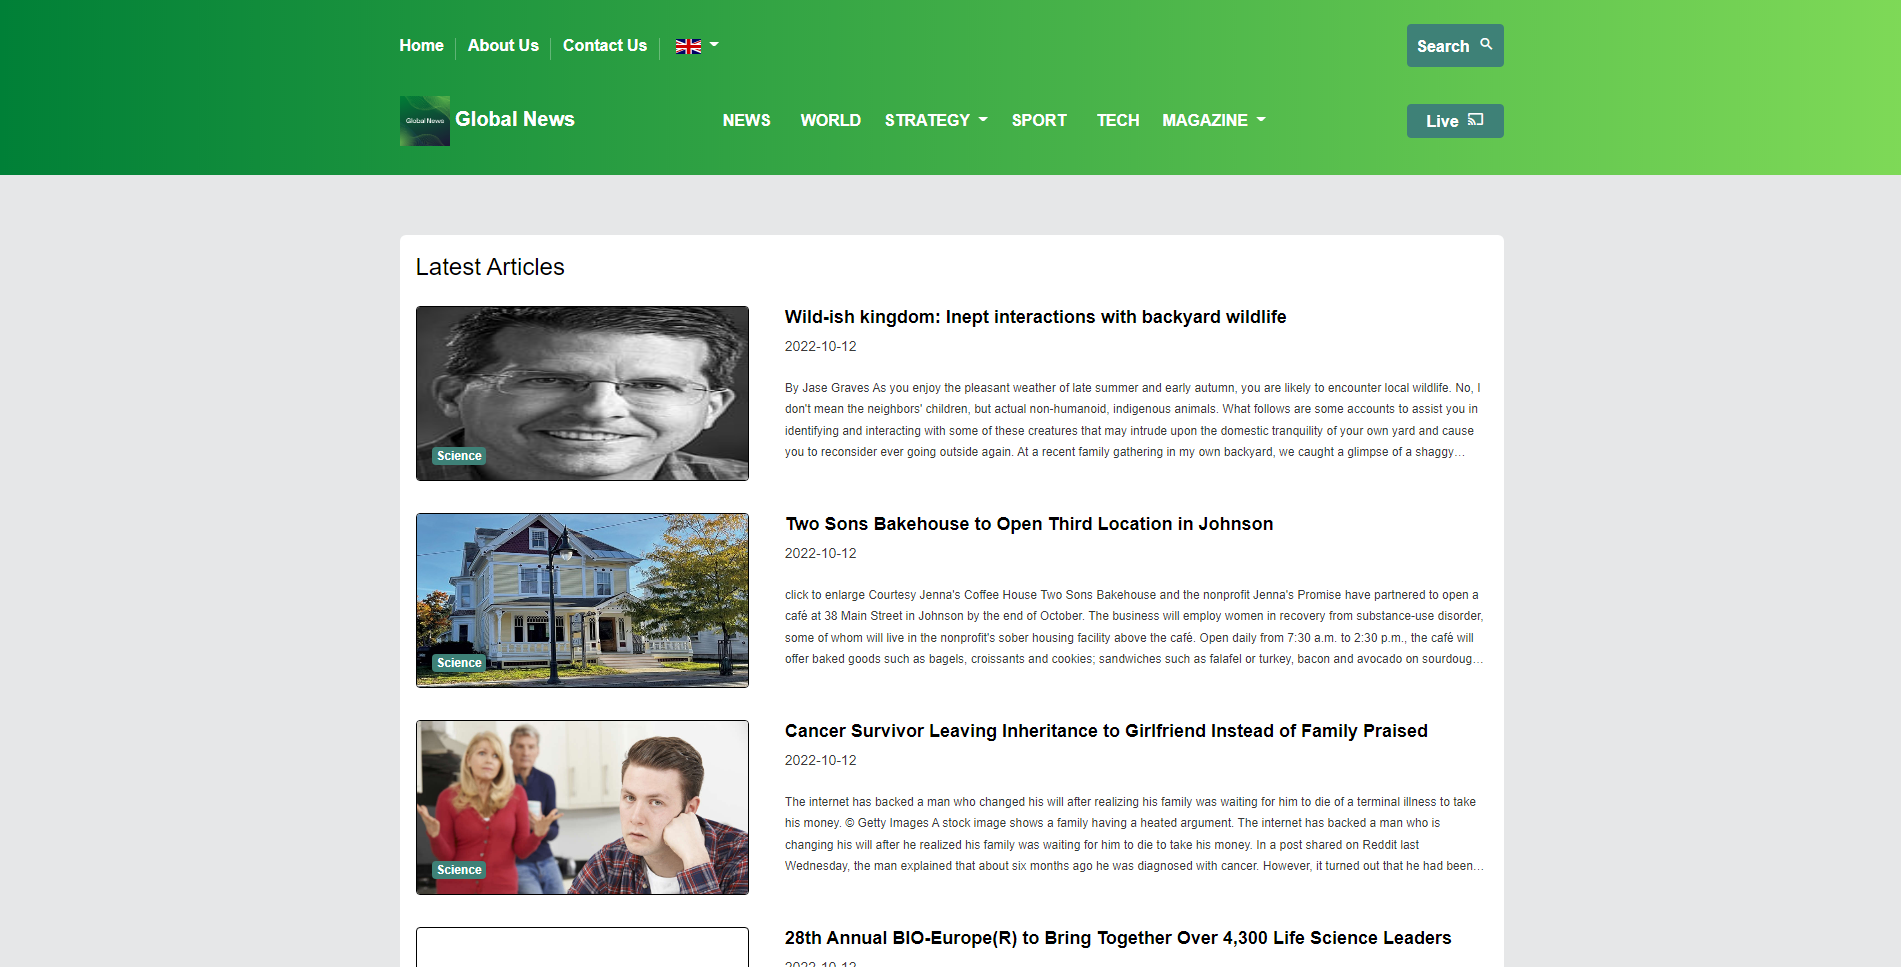 Home
About Us
Contact Us
Search
Global News
Global News
NEWS
WORLD
STRATEGY
SPORT
TECH
MAGAZINE
Live
Latest Articles
Science
Wild-ish kingdom: Inept interactions with backyard wildlife
2022-10-12
By Jase Graves As you enjoy the pleasant weather of late summer and early autumn, you are likely to encounter local wildlife. No, I
don't mean the neighbors' children, but actual non-humanoid, indigenous animals. What follows are some accounts to assist you in
identifying and interacting with some of these creatures that may intrude upon the domestic tranquility of your own yard and cause
you to reconsider ever going outside again. At a recent family gathering in my own backyard, we caught a glimpse of a shaggy…
Science
Two Sons Bakehouse to Open Third Location in Johnson
2022-10-12
click to enlarge Courtesy Jenna's Coffee House Two Sons Bakehouse and the nonprofit Jenna's Promise have partnered to open a
café at 38 Main Street in Johnson by the end of October. The business will employ women in recovery from substance-use disorder,
some of whom will live in the nonprofit's sober housing facility above the café. Open daily from 7:30 a.m. to 2:30 p.m., the café will
offer baked goods such as bagels, croissants and cookies; sandwiches such as falafel or turkey, bacon and avocado on sourdoug…
Science
Cancer Survivor Leaving Inheritance to Girlfriend Instead of Family Praised
2022-10-12
The internet has backed a man who changed his will after realizing his family was waiting for him to die of a terminal illness to take
his money. © Getty Images A stock image shows a family having a heated argument. The internet has backed a man who is
changing his will after he realized his family was waiting for him to die to take his money. In a post shared on Reddit last
Wednesday, the man explained that about six months ago he was diagnosed with cancer. However, it turned out that he had been…
28th Annual BIO-Europe(R) to Bring Together Over 4,300 Life Science Leaders
2022-10-12